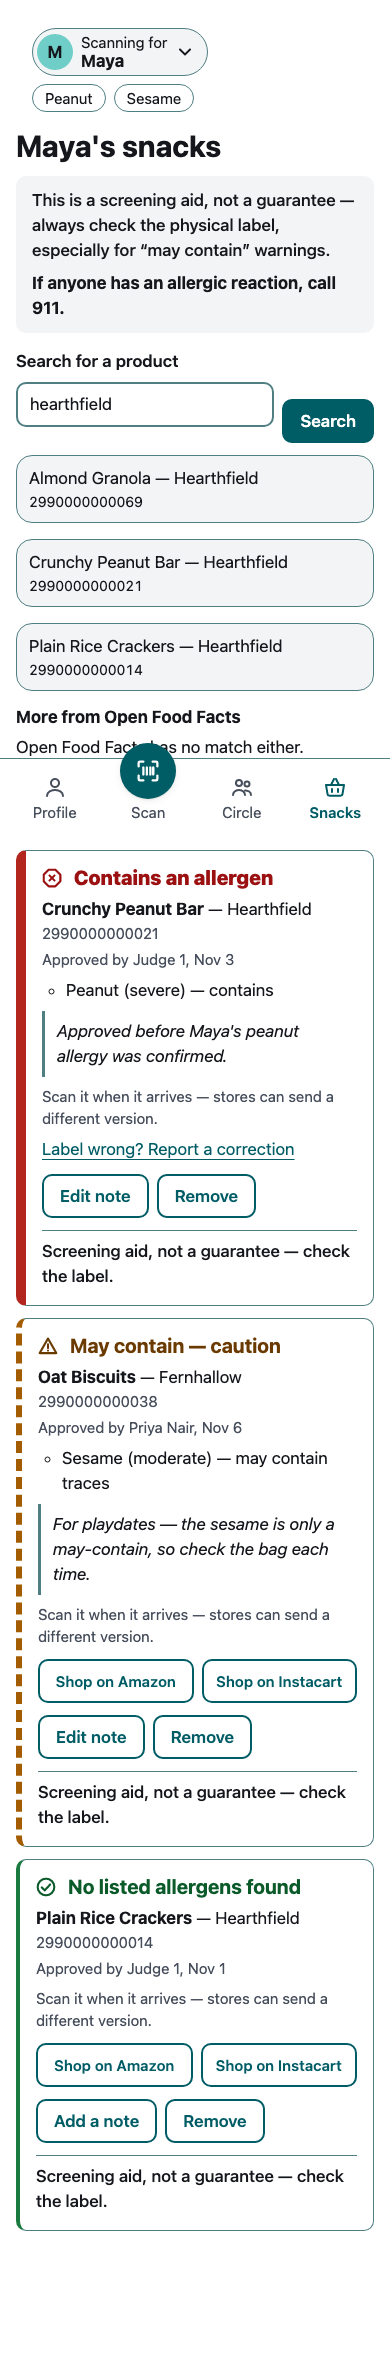 M
Scanning for
Maya
Peanut
Sesame
Maya's snacks
This is a screening aid, not a guarantee —
always check the physical label,
especially for “may contain” warnings.
If anyone has an allergic reaction, call
911.
Search for a product
hearthfield
Search
Almond Granola — Hearthfield
2990000000069
Crunchy Peanut Bar — Hearthfield
2990000000021
Plain Rice Crackers — Hearthfield
2990000000014
More from Open Food Facts
Open Food Facts has no match either.
Profile
Scan
Circle
Snacks
Contains an allergen
Crunchy Peanut Bar — Hearthfield
2990000000021
Approved by Judge 1, Nov 3
Peanut (severe) — contains
Approved before Maya's peanut
allergy was confirmed.
Scan it when it arrives — stores can send a
different version.
Label wrong? Report a correction
Edit note
Remove
Screening aid, not a guarantee — check
the label.
May contain — caution
Oat Biscuits — Fernhallow
2990000000038
Approved by Priya Nair, Nov 6
Sesame (moderate) — may contain
traces
For playdates — the sesame is only a
may-contain, so check the bag each
time.
Scan it when it arrives — stores can send a
different version.
Shop on Amazon
Shop on Instacart
Edit note
Remove
Screening aid, not a guarantee — check
the label.
No listed allergens found
Plain Rice Crackers — Hearthfield
2990000000014
Approved by Judge 1, Nov 1
Scan it when it arrives — stores can send a
different version.
Shop on Amazon
Shop on Instacart
Add a note
Remove
Screening aid, not a guarantee — check
the label.